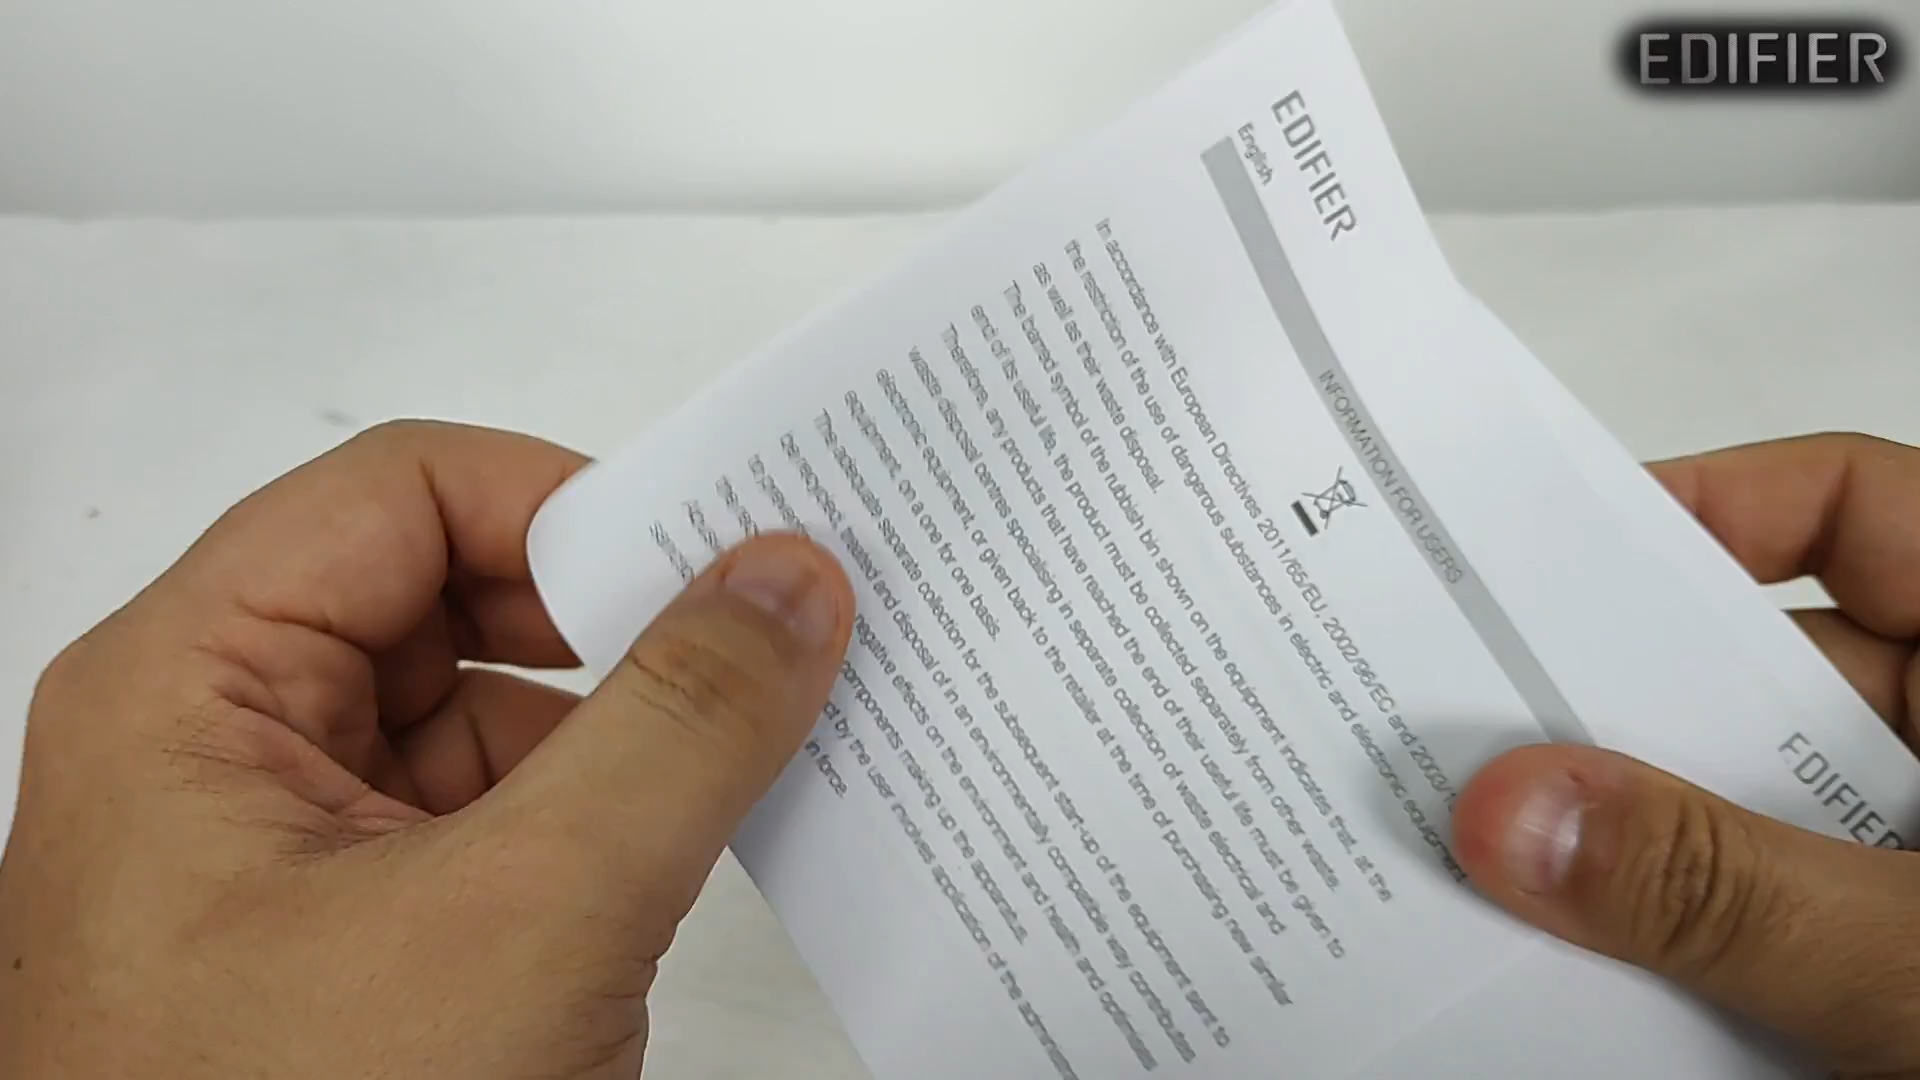 EDIFIER
EDIFIER
English
INFORMATION FOR USERS
In accordance with European Directives 2011/65/EU, 2002/96/EC and 2003/
the restriction of the use of dangerous substances in electric and electronic equipment
as well as their waste disposal.
The barred symbol of the rubbish bin shown on the equipment indicates that, at the
end of its useful life, the product must be collected separately from other waste.
Therefore, any products that have reached the end of their useful life must be given to
waste disposal centres specialising in separate collection of waste electrical and
electronic equipment, or given back to the retailer at the time of purchasing new similar
equipment, on a one for one basis.
The adequate separate collection for the subsequent start-up of the equipment sent to
be recycled, treated and disposal of in an environmentally compatible way contributes
to prevent negative effects on the environment and health and optimises
the components making up the apparatus.
by the user involves application of the
in force.
EDIFIER